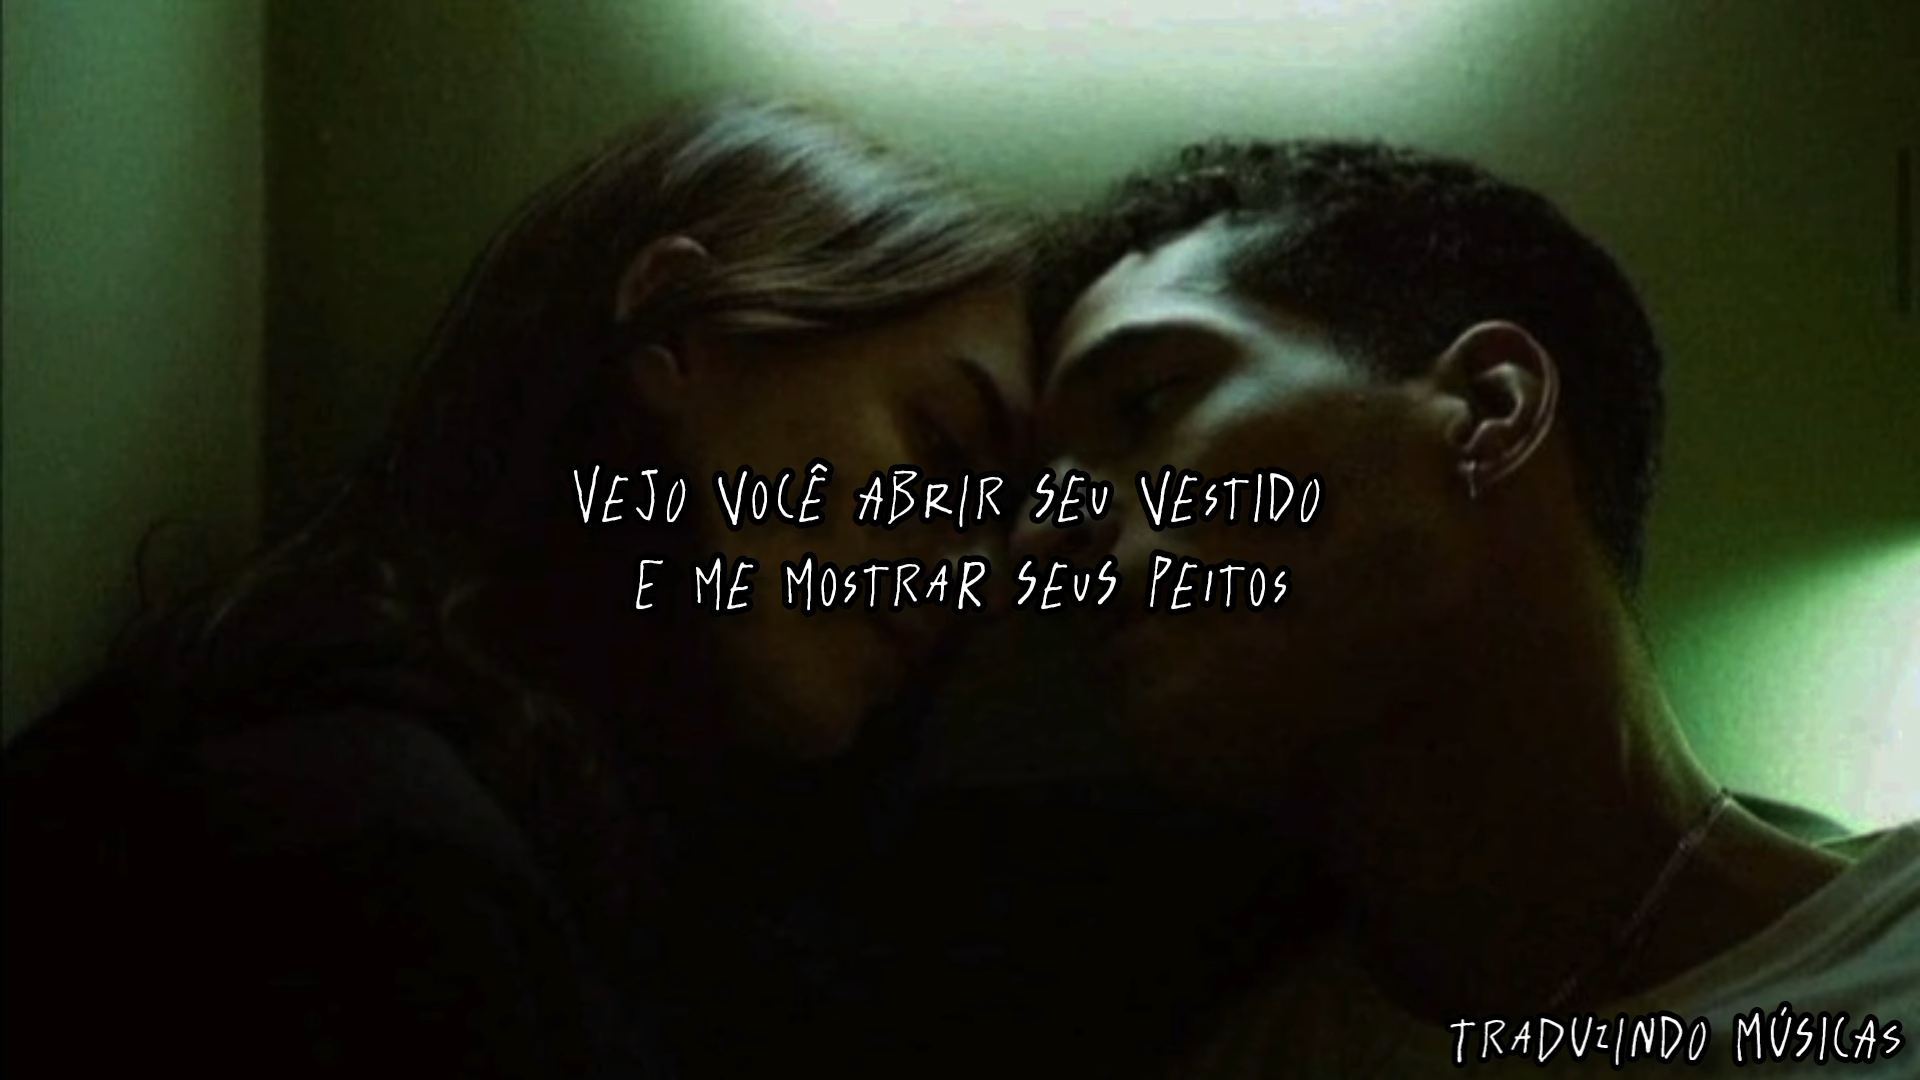 VEJO VOCÊ ABRIR SEU VESTIDO
E ME MOSTRAR SEUS PEITOS
TRADUZINDO MÚSICAS